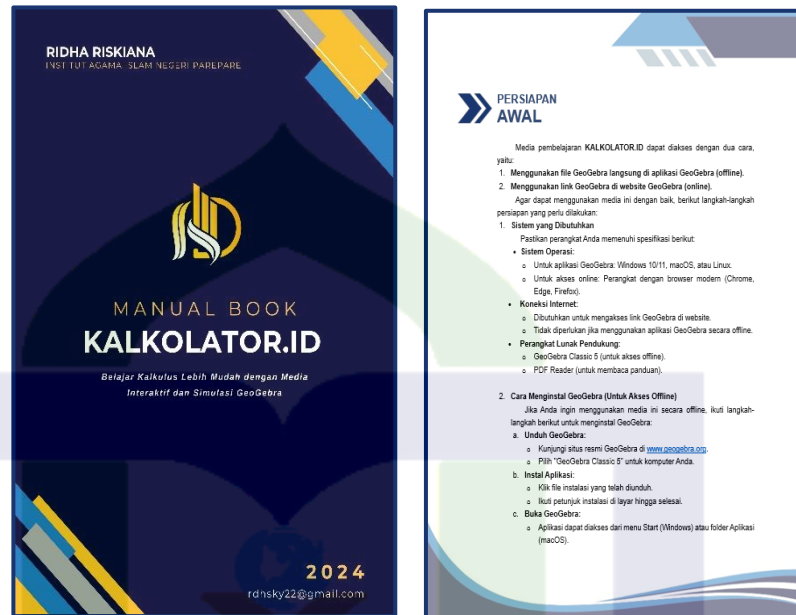 RIDHA RISKIANA
INSTITUT AGAMA ISLAM NEGERI PAREPARE
MANUAL BOOK
KALKOLATOR.ID
Belajar Kalkulus Lebih Mudah dengan Media
Interaktif dan Simulasi GeoGebra
2024
rdhsky22@gmail.com
PERSIAPAN
AWAL
Media pembelajaran KALKOLATOR.ID dapat diakses dengan dua cara,
yaitu:
1. Menggunakan file GeoGebra langsung di aplikasi GeoGebra (offline).
2. Menggunakan link GeoGebra di website GeoGebra (online).
Agar dapat menggunakan media ini dengan baik, berikut langkah-langkah
persiapan yang perlu dilakukan:
1. Sistem yang Dibutuhkan
Pastikan perangkat Anda memenuhi spesifikasi berikut:
• Sistem Operasi:
o Untuk aplikasi GeoGebra: Windows 10/11, macOS, atau Linux.
o Untuk akses online: Perangkat dengan browser modern (Chrome,
Edge, Firefox).
• Koneksi Internet:
o Dibutuhkan untuk mengakses link GeoGebra di website.
o Tidak diperlukan jika menggunakan aplikasi GeoGebra secara offline.
• Perangkat Lunak Pendukung:
o GeoGebra Classic 5 (untuk akses offline).
o PDF Reader (untuk membaca panduan).
2. Cara Menginstal GeoGebra (Untuk Akses Offline)
Jika Anda ingin menggunakan media ini secara offline, ikuti langkah-
langkah berikut untuk menginstal GeoGebra:
a. Unduh GeoGebra:
o Kunjungi situs resmi GeoGebra di www.geogebra.org.
o Pilih "GeoGebra Classic 5" untuk komputer Anda.
b. Instal Aplikasi:
o Klik file instalasi yang telah diunduh.
o Ikuti petunjuk instalasi di layar hingga selesai.
c. Buka GeoGebra:
o Aplikasi dapat diakses dari menu Start (Windows) atau folder Aplikasi
(macOS).